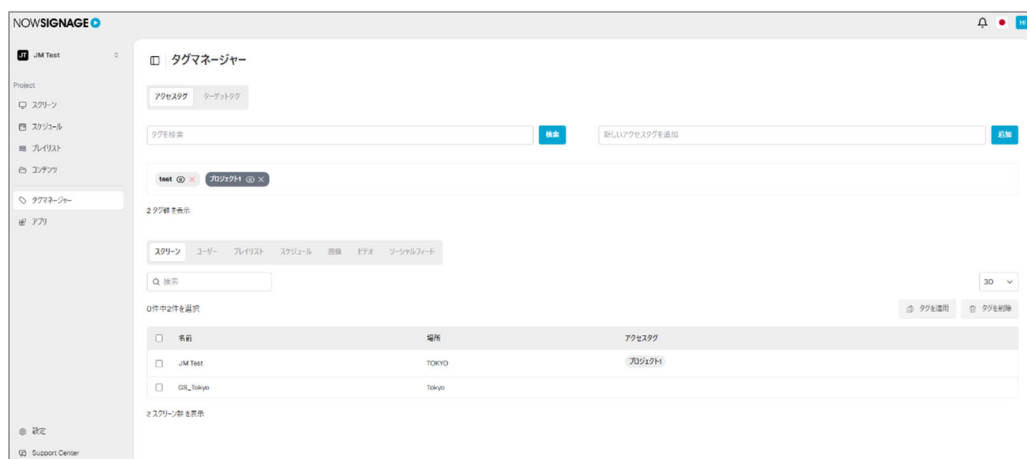 NOWSIGNAGE
HI
JT JM Test
Project
スクリーン
スケジュール
プレイリスト
コンテンツ
タグマネージャー
アプリ
設定
Support Center
タグマネージャー
アクセスタグ ターゲットタグ
タグを検索 検索 新しいアクセスタグを追加 追加
test プロジェクト1
2 タグ群 を表示
スクリーン ユーザー プレイリスト スケジュール 画像 ビデオ ソーシャルフィード
検索 30
0件中2件を選択 タグを適用 タグを削除
名前 場所 アクセスタグ
JM Test TOKYO プロジェクト1
GS_Tokyo Tokyo
2 スクリーン群 を表示